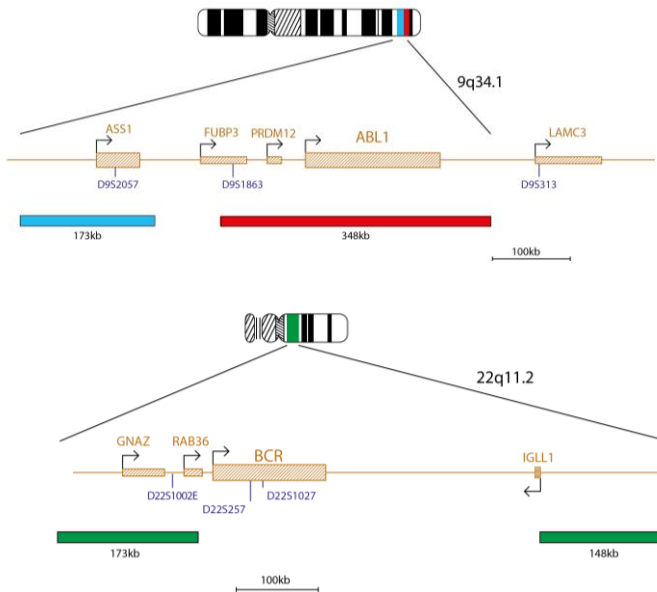 9q34.1
ASS1 FUBP3 PRDM12 ABL1 LAMC3
D9S2057 D9S1863 D9S313
173kb 348kb
100kb
22q11.2
GNAZ RAB36 BCR IGLL1
D22S1002E D22S257 D22S1027
173kb 148kb
100kb